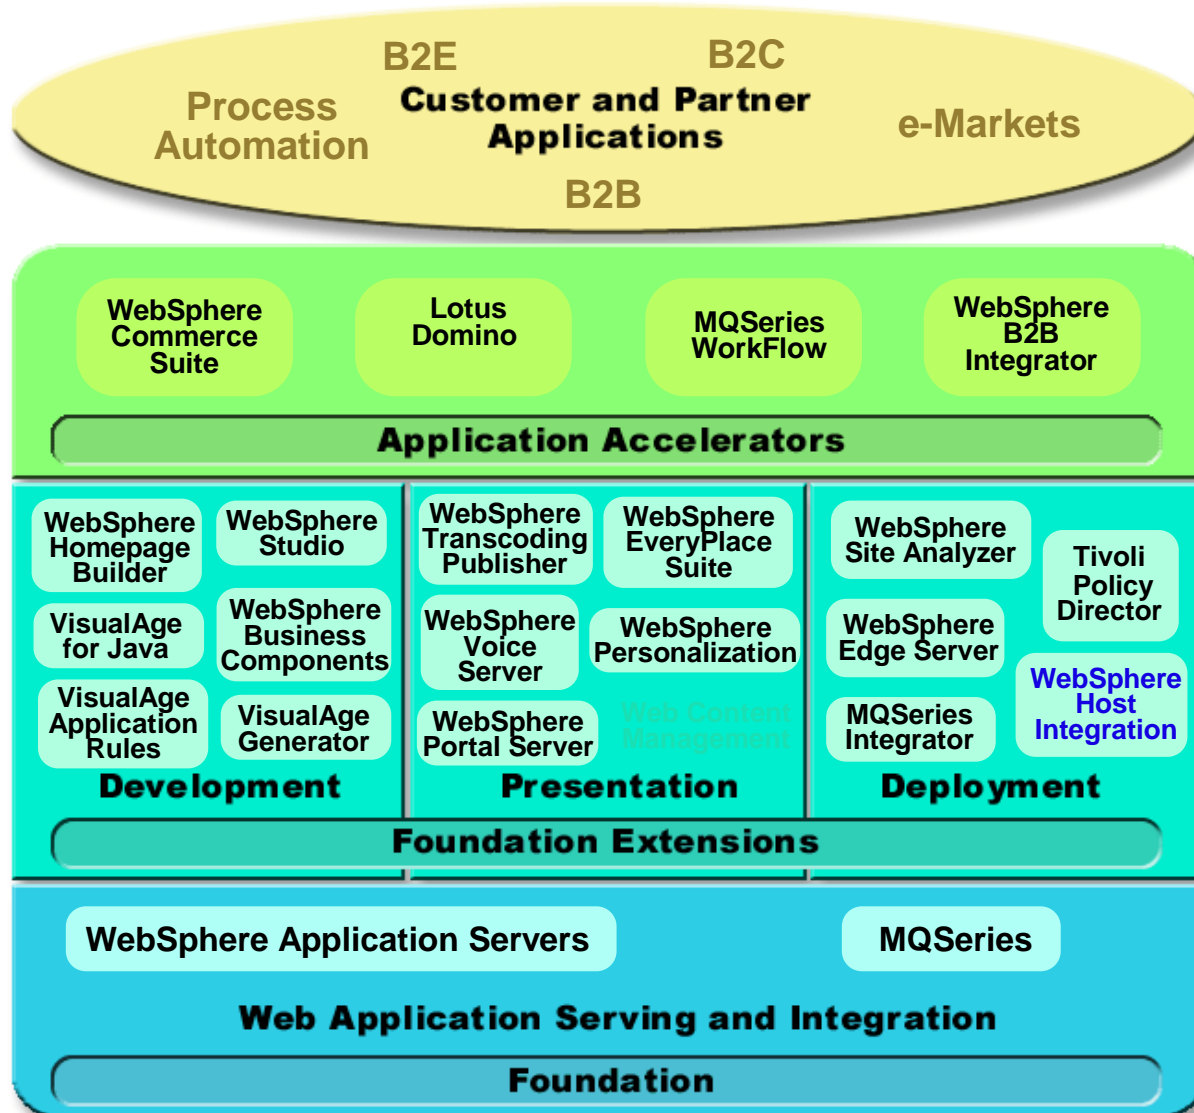 B2E
B2C
Customer and Partner
Applications
Process
Automation
e-Markets
B2B
WebSphere
Commerce
Suite
Lotus
Domino
MQSeries
WorkFlow
WebSphere
B2B
Integrator
Application Accelerators
WebSphere
Homepage
Builder
WebSphere
Studio
VisualAge
for Java
WebSphere
Business
Components
VisualAge
Application
Rules
VisualAge
Generator
Development
WebSphere
Transcoding
Publisher
WebSphere
EveryPlace
Suite
WebSphere
Voice
Server
WebSphere
Personalization
WebSphere
Portal Server
Web Content
Management
Presentation
WebSphere
Site Analyzer
Tivoli
Policy
Director
WebSphere
Edge Server
WebSphere
Host
Integration
MQSeries
Integrator
Deployment
Foundation Extensions
WebSphere Application Servers
MQSeries
Web Application Serving and Integration
Foundation